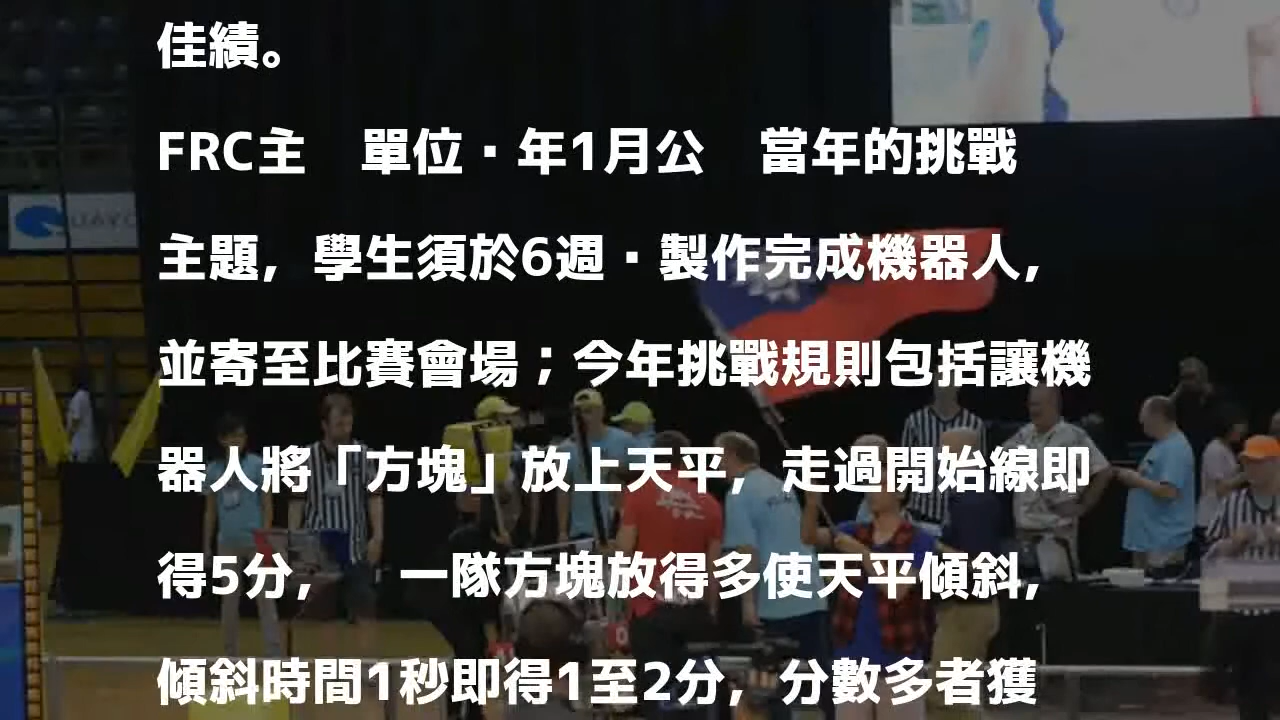 佳績。
FRC主　單位·年1月公　當年的挑戰
主題，學生須於6週·製作完成機器人，
並寄至比賽會場；今年挑戰規則包括讓機
器人將「方塊」放上天平，走過開始線即
得5分，　一隊方塊放得多使天平傾斜，
傾斜時間1秒即得1至2分，分數多者獲